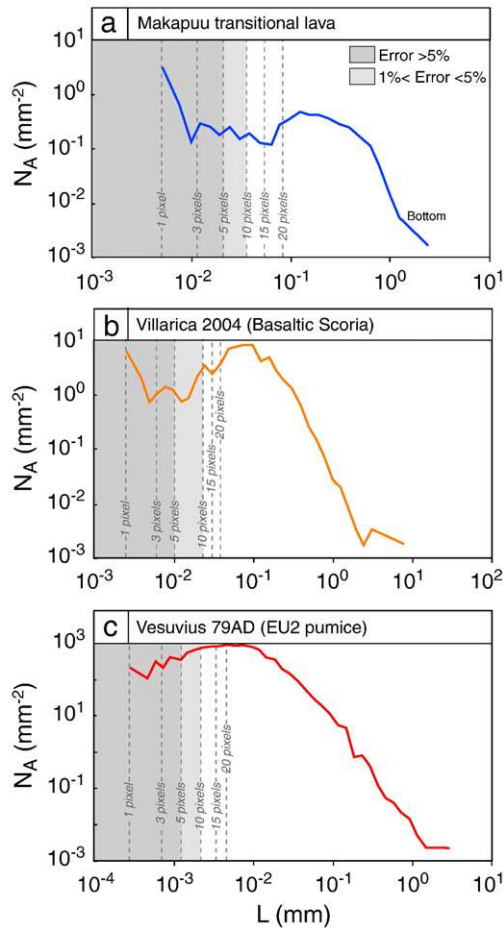 a Makapuu transitional lava
Error >5%
1%< Error <5%
10¹
10⁰
10⁻¹
10⁻²
10⁻³
N_A (mm⁻²)
1 pixel
3 pixels
5 pixels
10 pixels
15 pixels
20 pixels
Bottom
10⁻³ 10⁻² 10⁻¹ 10⁰ 10¹
b Villarica 2004 (Basaltic Scoria)
10¹
10⁰
10⁻¹
10⁻²
10⁻³
N_A (mm⁻²)
1 pixel
3 pixels
5 pixels
10 pixels
15 pixels
20 pixels
10⁻³ 10⁻² 10⁻¹ 10⁰ 10¹ 10²
c Vesuvius 79AD (EU2 pumice)
10³
10¹
10⁻¹
10⁻³
N_A (mm⁻²)
1 pixel
3 pixels
5 pixels
10 pixels
15 pixels
20 pixels
10⁻⁴ 10⁻³ 10⁻² 10⁻¹ 10⁰ 10¹
L (mm)